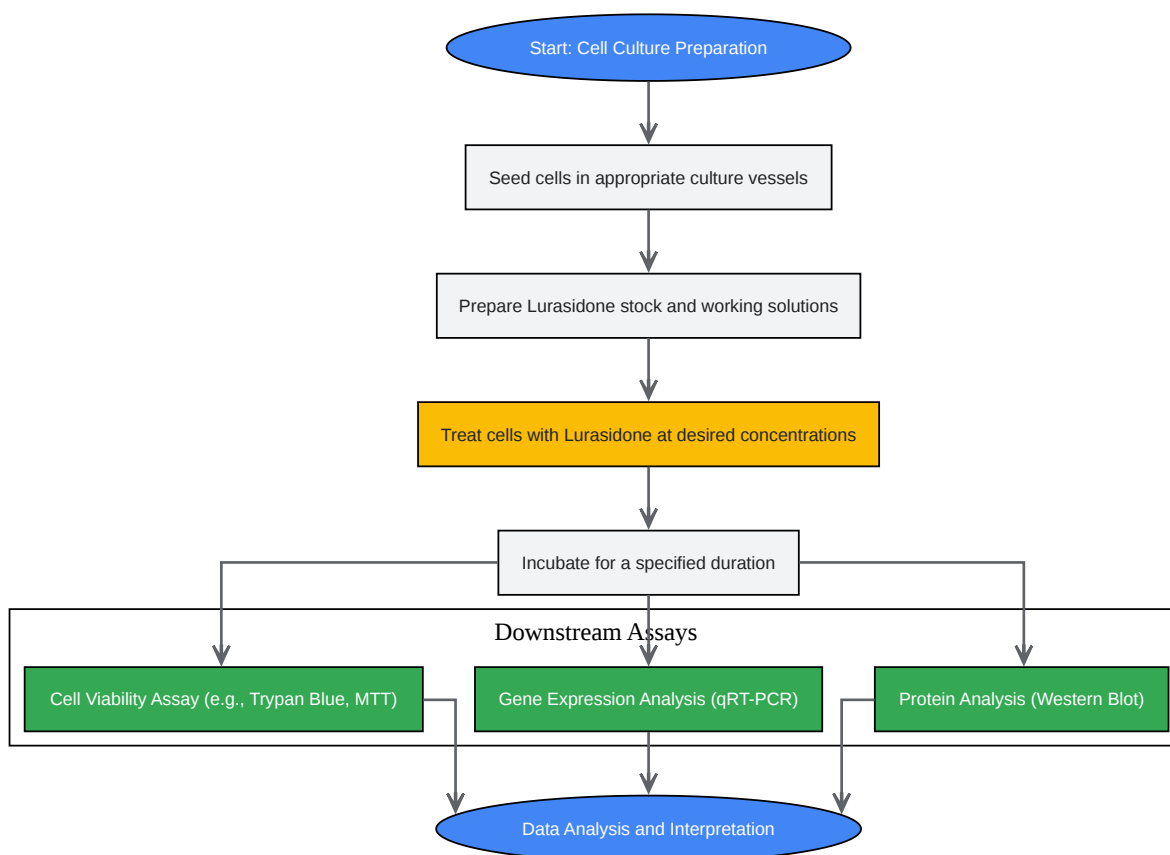 Start: Cell Culture Preparation
Seed cells in appropriate culture vessels
Prepare Lurasidone stock and working solutions
Treat cells with Lurasidone at desired concentrations
Incubate for a specified duration
Downstream Assays
Cell Viability Assay (e.g., Trypan Blue, MTT)
Gene Expression Analysis (qRT-PCR)
Protein Analysis (Western Blot)
Data Analysis and Interpretation